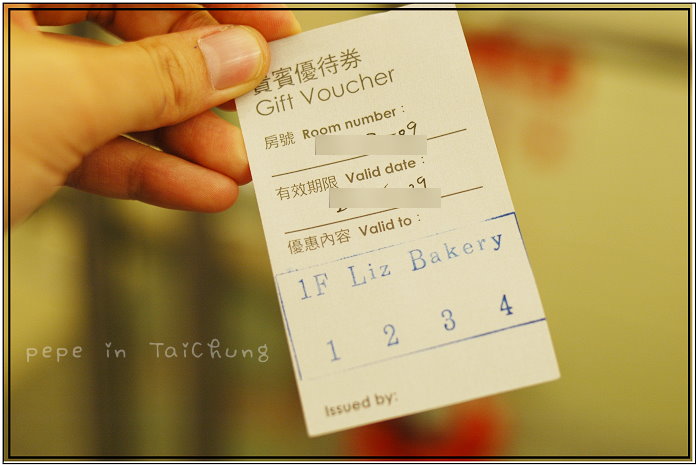 貴賓優待券
Gift Voucher
房號 Room number :
有效期限 Valid date :
優惠內容 Valid to :
1F Liz Bakery
1 2 3 4
Issued by:
pepe in TaiChung